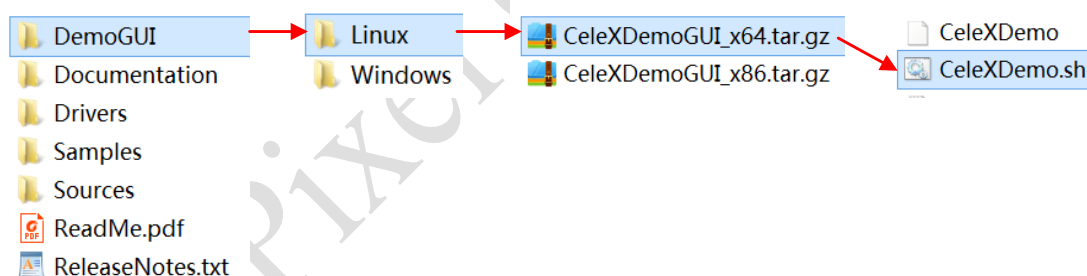 DemoGUI
Documentation
Drivers
Samples
Sources
ReadMe.pdf
ReleaseNotes.txt
Linux
Windows
CeleXDemoGUI_x64.tar.gz
CeleXDemoGUI_x86.tar.gz
CeleXDemo
CeleXDemo.sh
Pixel